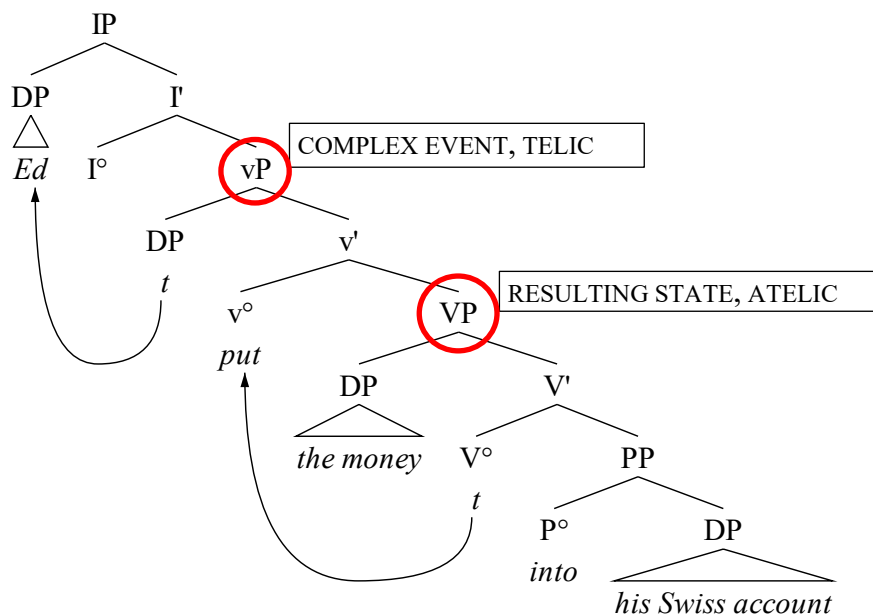 IP
DP I'
Ed I° vP COMPLEX EVENT, TELIC
DP v'
t v° VP RESULTING STATE, ATELIC
put DP V'
the money V° PP
t P° DP
into his Swiss account